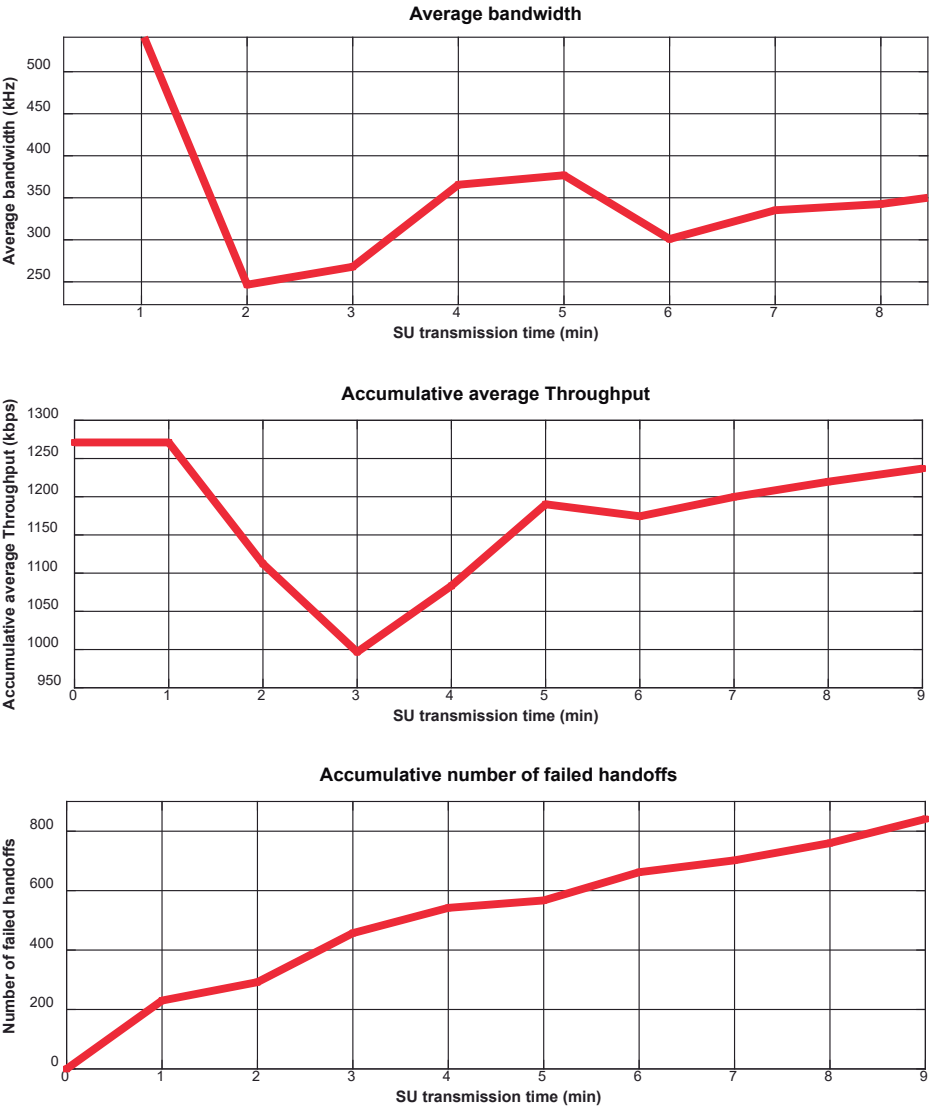 Average bandwidth
Average bandwidth (kHz)
500
450
400
350
300
250
1 2 3 4 5 6 7 8
SU transmission time (min)
Accumulative average Throughput
Accumulative average Throughput (kbps)
1300
1250
1200
1150
1100
1050
1000
950
0 1 2 3 4 5 6 7 8 9
SU transmission time (min)
Accumulative number of failed handoffs
Number of failed handoffs
800
600
400
200
0
0 1 2 3 4 5 6 7 8 9
SU transmission time (min)